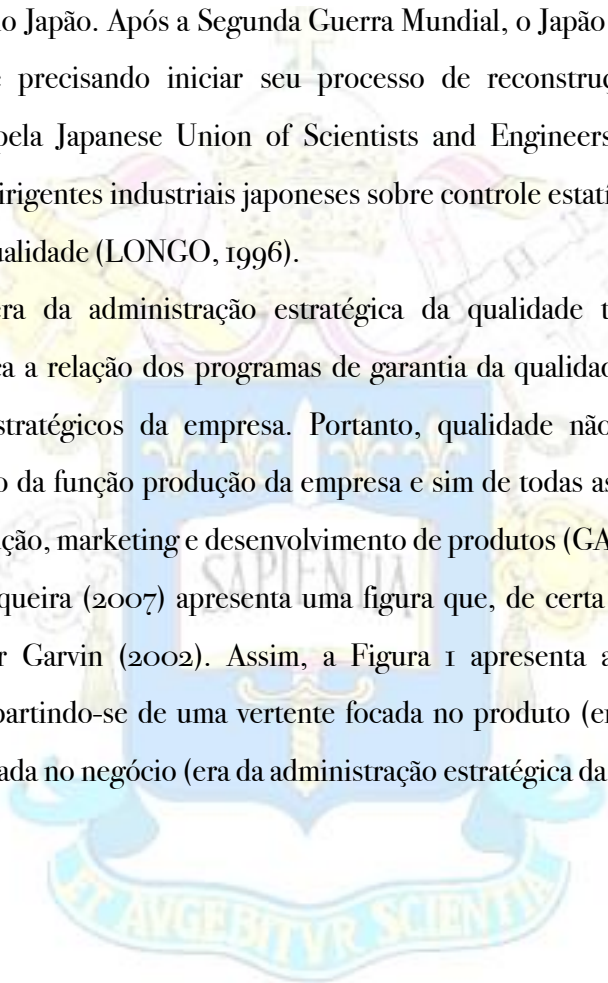 o Japão. Após a Segunda Guerra Mundial, o Japão
precisando iniciar seu processo de reconstruç
pela Japanese Union of Scientists and Engineers
irigentes industriais japoneses sobre controle estatí
ualidade (LONGO, 1996).
era da administração estratégica da qualidade t
ca a relação dos programas de garantia da qualidad
stratégicos da empresa. Portanto, qualidade não
o da função produção da empresa e sim de todas as
ção, marketing e desenvolvimento de produtos (GA
queira (2007) apresenta uma figura que, de certa
r Garvin (2002). Assim, a Figura 1 apresenta a
partindo-se de uma vertente focada no produto (er
ada no negócio (era da administração estratégica da
SAPIENTIA
ET AVGEBITVR SCIENTIA